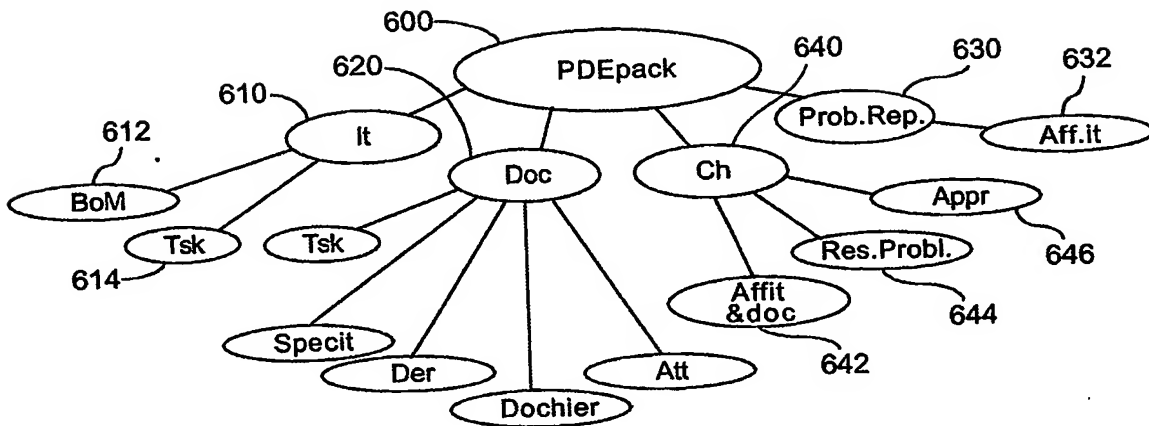 600
PDEpack
640
630
632
620
610
Prob.Rep.
Aff.it
It
612
Doc
Ch
BoM
Appr
Tsk
Tsk
Res.Probl.
646
614
Affit
&doc
644
Specit
642
Der
Att
Dochier